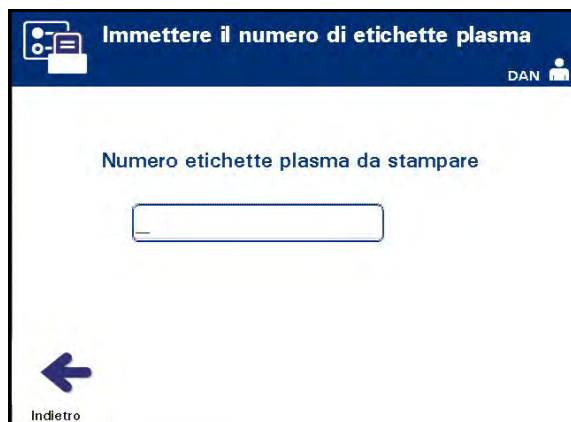 Immettere il numero di etichette plasma
DAN
Numero etichette plasma da stampare
_
Indietro